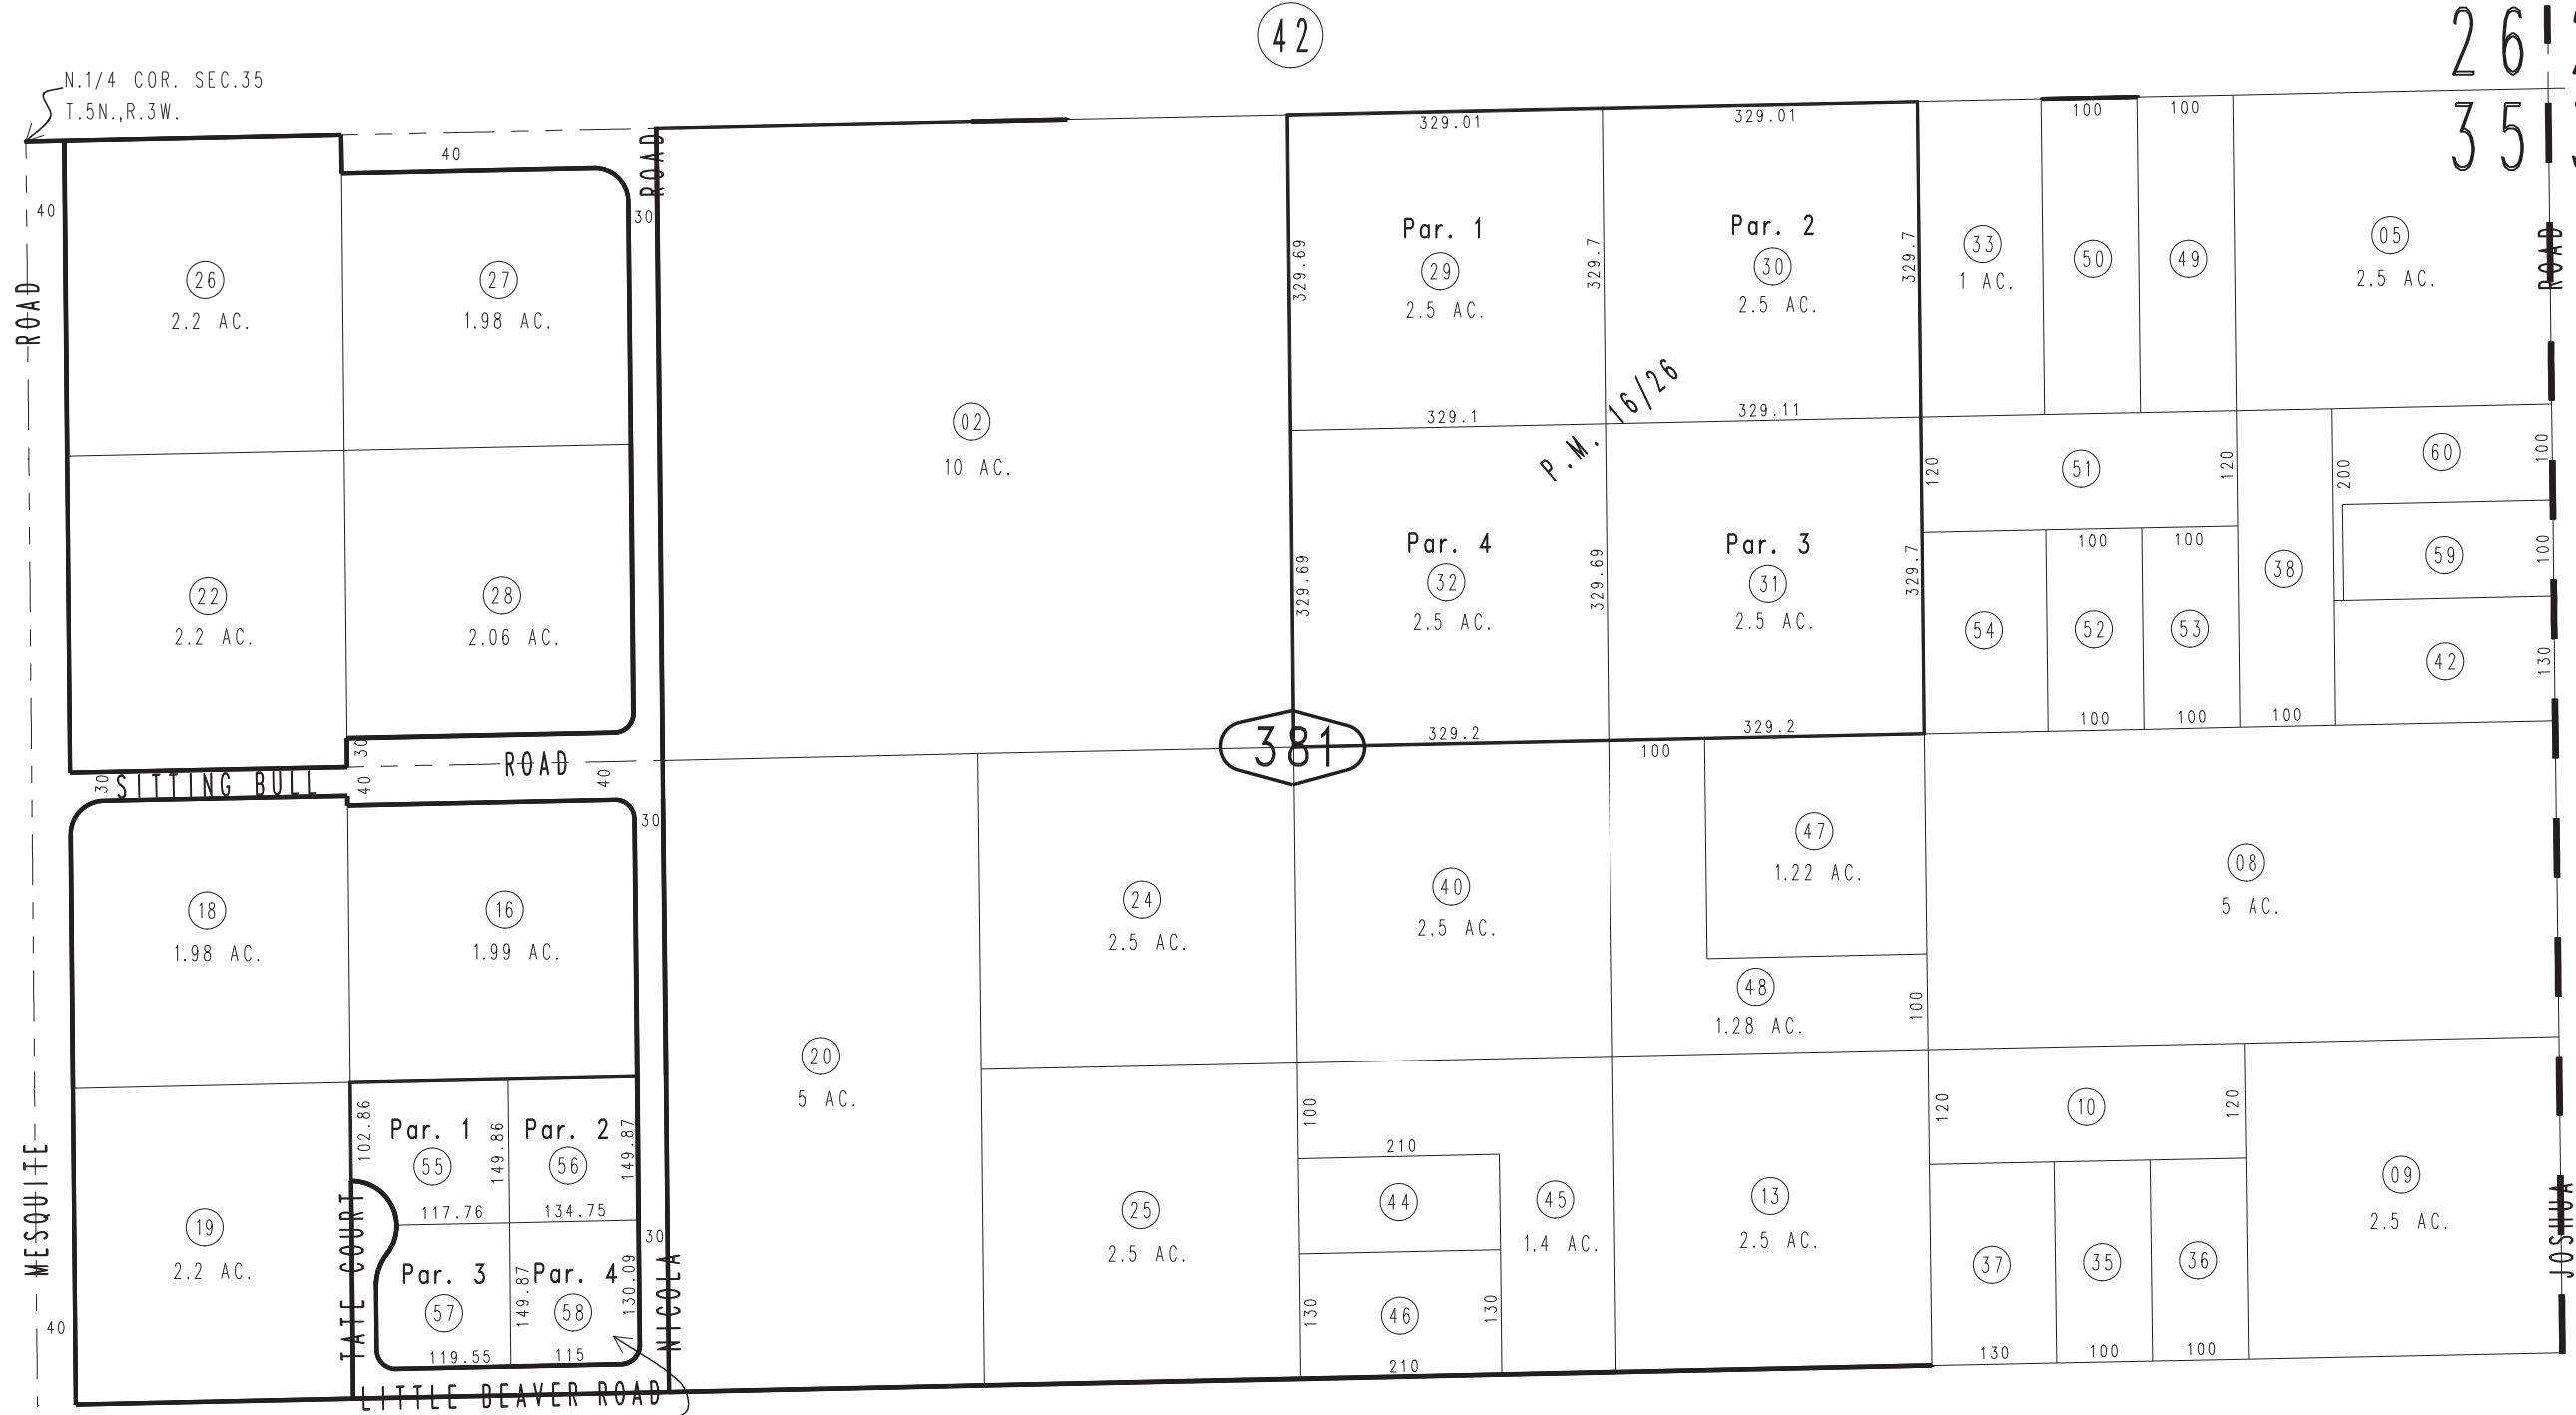 42
26
35
N.1/4 COR. SEC.35
T.5N.,R.3W.
40
40
ROAD
30
26
2.2 AC.
27
1.98 AC.
22
2.2 AC.
28
2.06 AC.
ROAD
02
10 AC.
329.01
329.01
Par. 1
29
2.5 AC.
Par. 2
30
2.5 AC.
329.69
329.7
329.7
329.1
329.11
P.M. 16/26
Par. 4
32
2.5 AC.
Par. 3
31
2.5 AC.
329.69
329.69
329.7
329.2
329.2
100
100
33
1 AC.
50
49
05
2.5 AC.
ROAD
120
51
120
200
60
100
59
100
100
100
54
52
53
38
42
130
100
100
100
30
SITTING BULL
30
40
ROAD
40
381
100
30
18
1.98 AC.
16
1.99 AC.
20
5 AC.
24
2.5 AC.
40
2.5 AC.
47
1.22 AC.
48
1.28 AC.
100
08
5 AC.
19
2.2 AC.
MESQUITE
40
102.86
Par. 1
55
149.86
Par. 2
56
149.87
117.76
134.75
TATE COURT
Par. 3
57
149.87
Par. 4
58
130.09
119.55
115
30
NICOLA
LITTLE BEAVER ROAD
25
2.5 AC.
100
210
44
45
1.4 AC.
130
46
130
210
13
2.5 AC.
120
10
120
37
35
36
130
100
100
09
2.5 AC.
JOSHUA